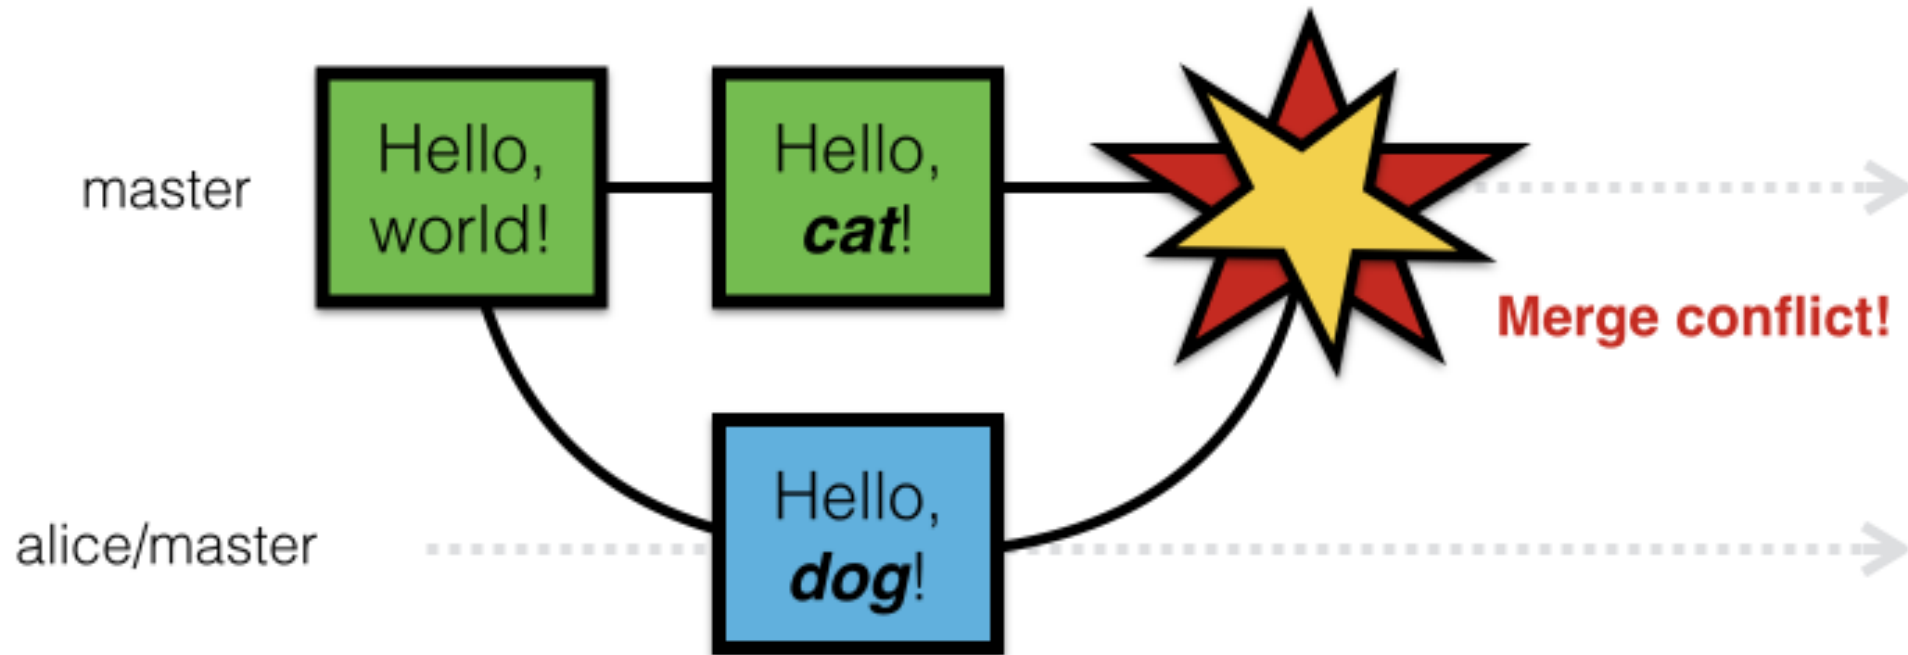 master
Hello,
world!
Hello,
cat!
Merge conflict!
alice/master
Hello,
dog!